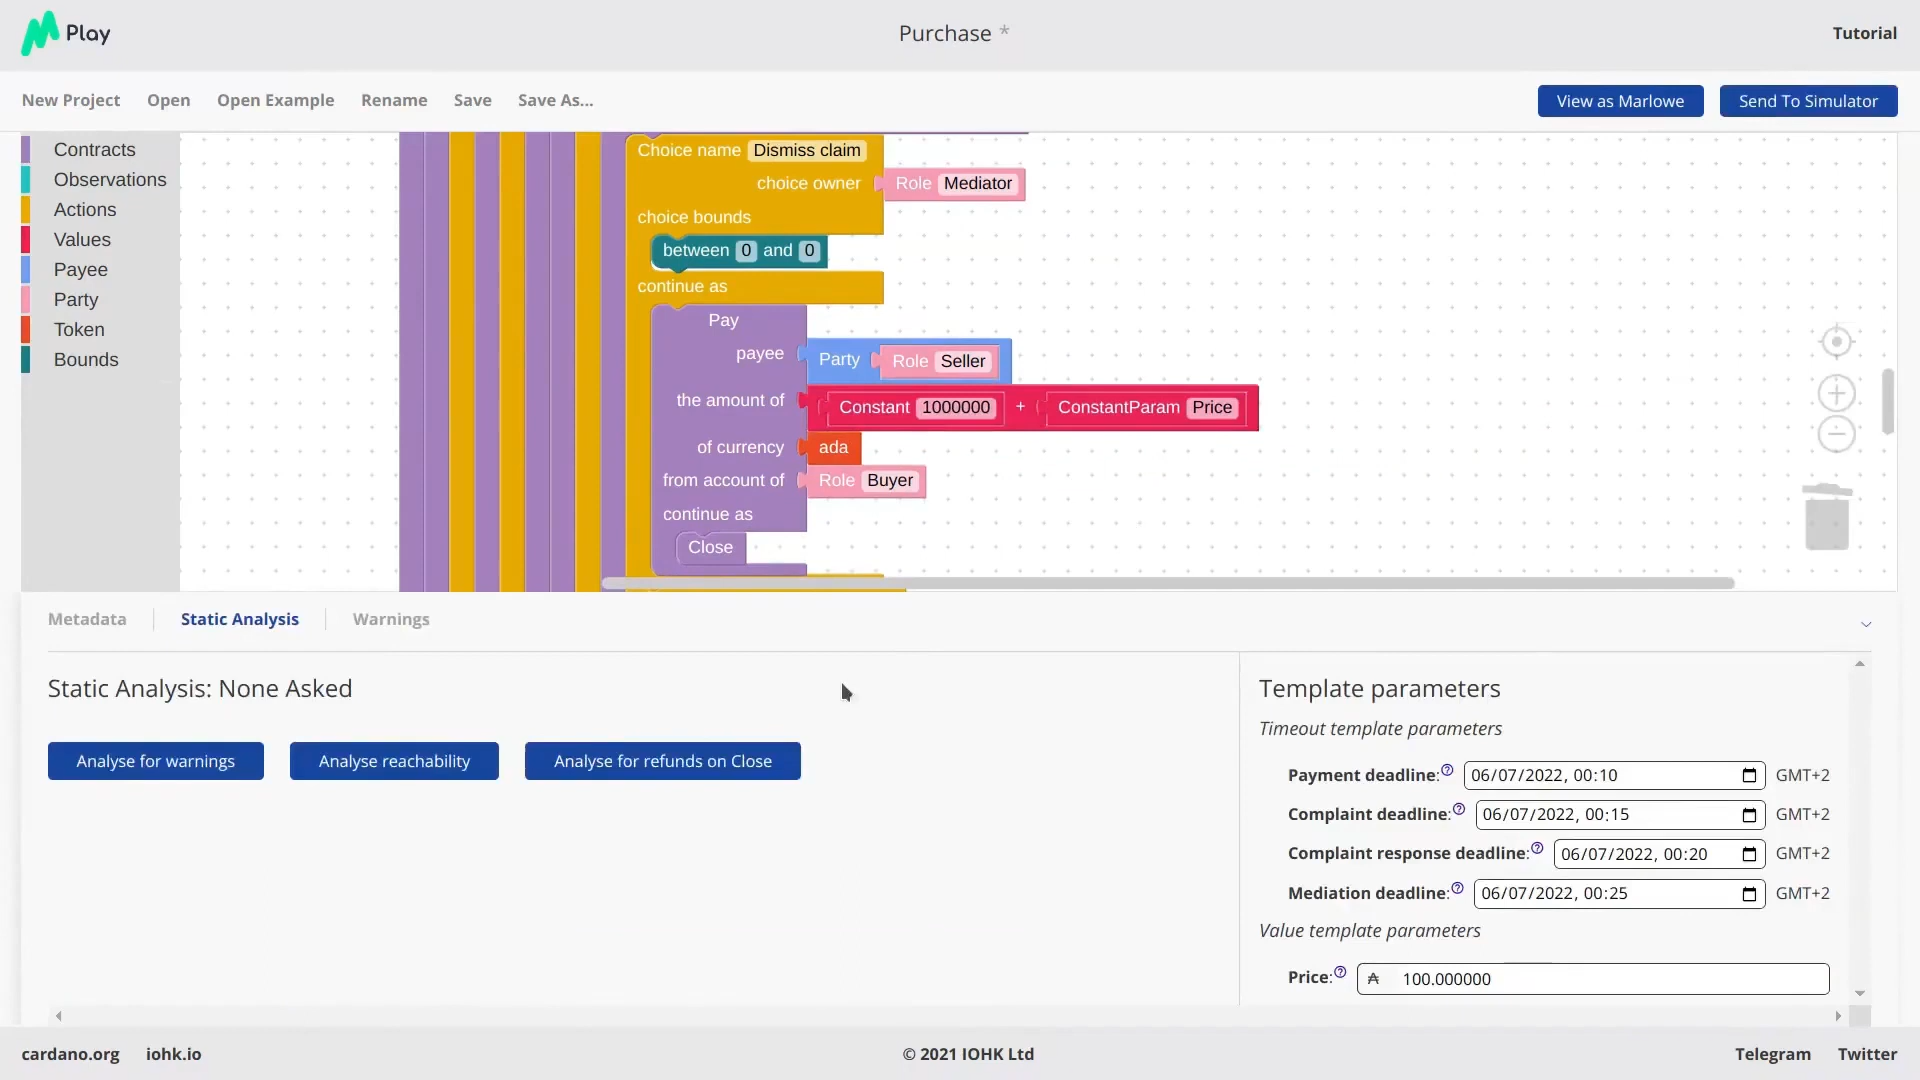 Play
Purchase *
Tutorial
New Project Open Open Example Rename Save Save As...
View as Marlowe
Send To Simulator
Contracts
Observations
Actions
Values
Payee
Party
Token
Bounds
Choice name Dismiss claim
choice owner Role Mediator
choice bounds
between 0 and 0
continue as
Pay
payee Party Role Seller
the amount of Constant 1000000 + ConstantParam Price
of currency ada
from account of Role Buyer
continue as
Close
Metadata Static Analysis Warnings
Static Analysis: None Asked
Analyse for warnings Analyse reachability Analyse for refunds on Close
Template parameters
Timeout template parameters
Payment deadline:? 06/07/2022, 00:10 GMT+2
Complaint deadline:? 06/07/2022, 00:15 GMT+2
Complaint response deadline:? 06/07/2022, 00:20 GMT+2
Mediation deadline:? 06/07/2022, 00:25 GMT+2
Value template parameters
Price:? ₳ 100.000000
cardano.org iohk.io
© 2021 IOHK Ltd
Telegram Twitter